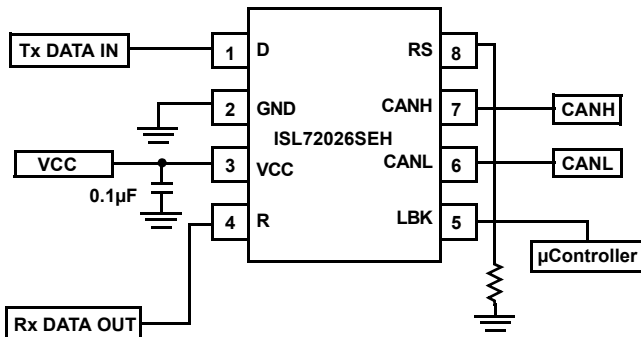 Tx DATA IN
1
D
RS
8
2
GND
CANH
7
CANH
ISL72026SEH
VCC
3
VCC
CANL
6
CANL
0.1µF
4
R
LBK
5
µController
Rx DATA OUT